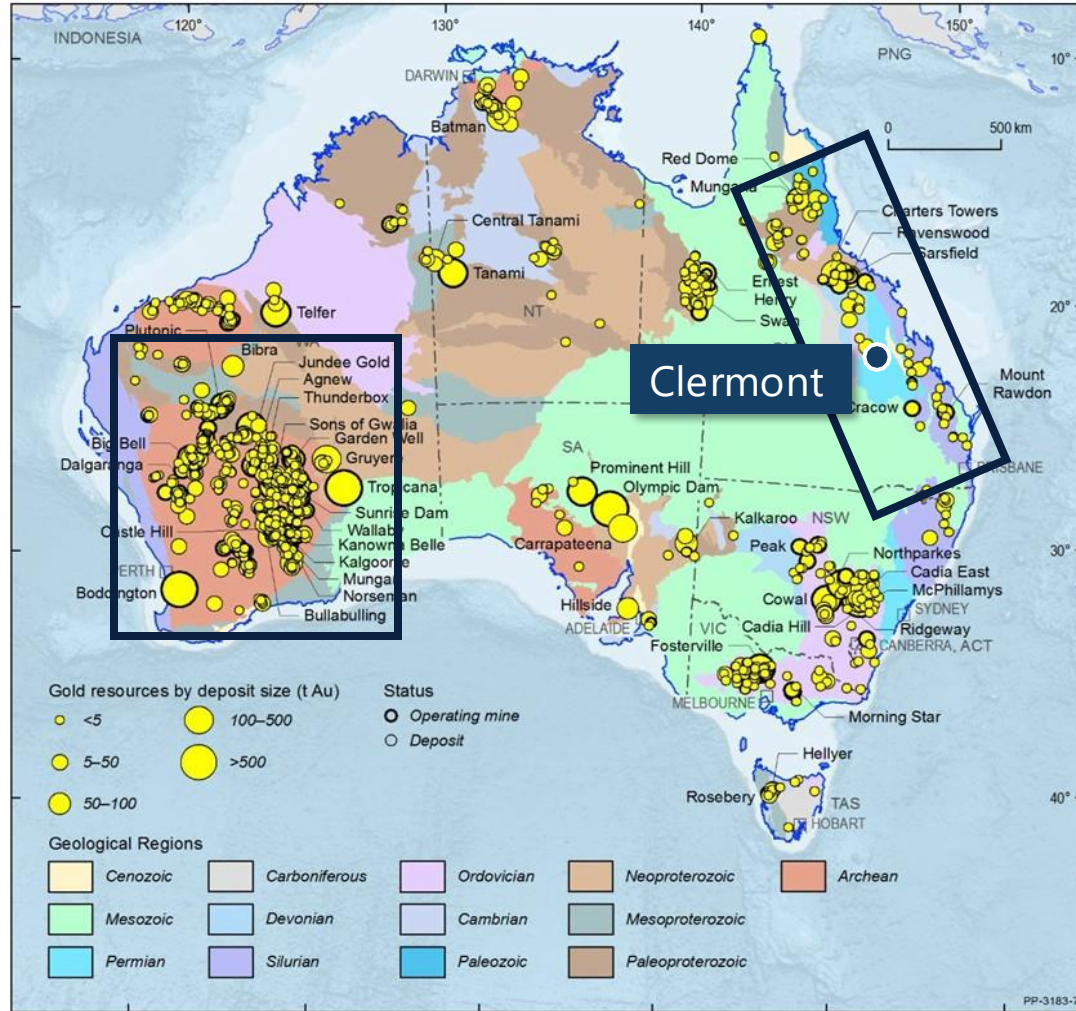 120°
130°
140°
150°
INDONESIA
PNG
10°
DARWIN
0
500 km
Batman
Red Dome
Mungana
Central Tanami
Charters Towers
Ravenswood
Sarsfield
Tanami
Ernest
Henry
Telfer
20°
NT
Swan
Plutonic
WA
Bibra
Jundee Gold
Agnew
Thunderbox
Clermont
Mount
Rawdon
Cracow
Sons of Gwalia
Garden Well
Big Bell
Gruyere
Dalgaranga
SA
Prominent Hill
Olympic Dam
BRISBANE
Tropicana
Sunrise Dam
Castle Hill
Wallaby
Kalkaroo
NSW
Kanowna Belle
Carrapateena
Peak
30°
Northparkes
Kalgoorlie
PERTH
Cadia East
Mungari
McPhillamys
Boddington
Norseman
Hillside
Cowal
SYDNEY
Bullabulling
ADELAIDE
VIC
Cadia Hill
Ridgeway
Fosterville
CANBERRA, ACT
Gold resources by deposit size (t Au)
Status
<5
100–500
Operating mine
MELBOURNE
Morning Star
Deposit
5–50
>500
Hellyer
50–100
Rosebery
TAS
40°
HOBART
Geological Regions
Cenozoic
Carboniferous
Ordovician
Neoproterozoic
Archean
Mesozoic
Devonian
Cambrian
Mesoproterozoic
Permian
Silurian
Paleozoic
Paleoproterozoic
PP-3183-7